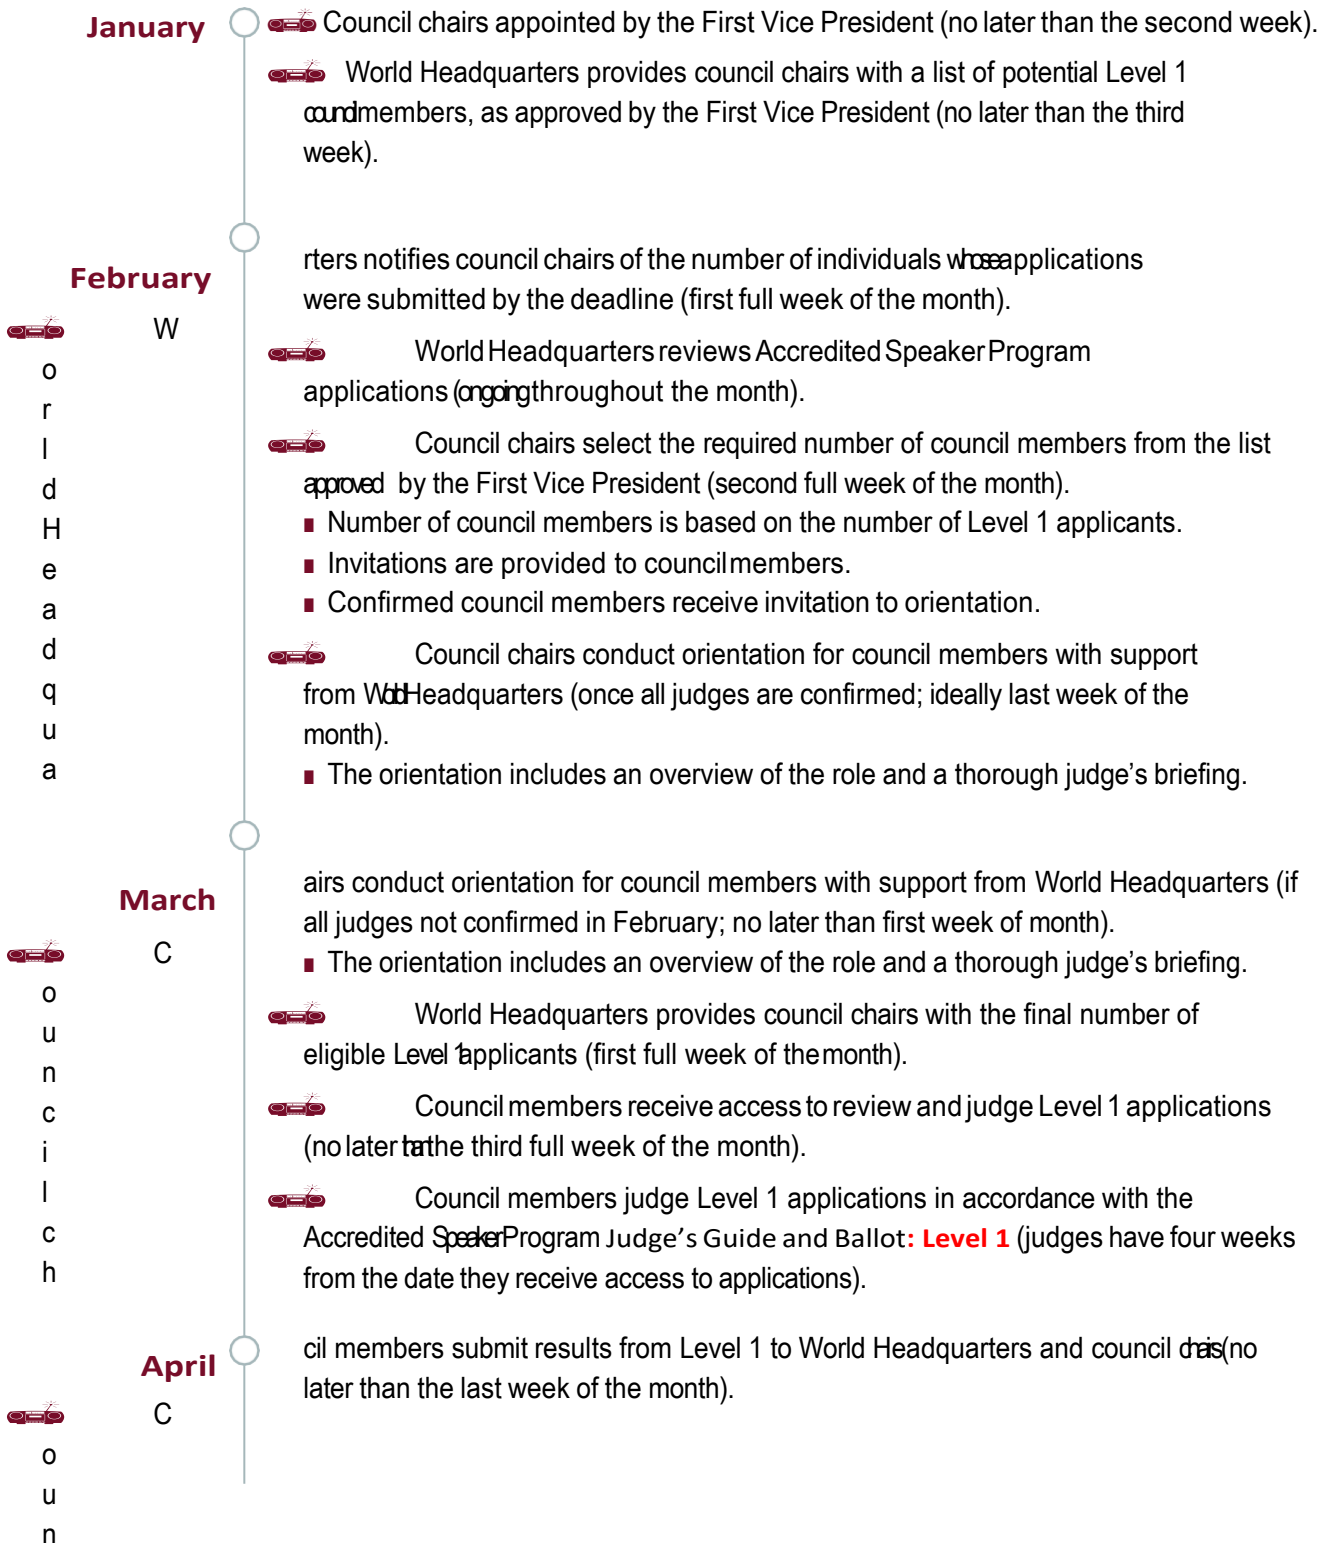 January
Council chairs appointed by the First Vice President (no later than the second week).
World Headquarters provides council chairs with a list of potential Level 1
council members, as approved by the First Vice President (no later than the third
week).
February
W
o
r
l
d
H
e
a
d
q
u
a
rters notifies council chairs of the number of individuals whose applications
were submitted by the deadline (first full week of the month).
World Headquarters reviews Accredited Speaker Program
applications (ongoing throughout the month).
Council chairs select the required number of council members from the list
approved by the First Vice President (second full week of the month).
Number of council members is based on the number of Level 1 applicants.
Invitations are provided to council members.
Confirmed council members receive invitation to orientation.
Council chairs conduct orientation for council members with support
from World Headquarters (once all judges are confirmed; ideally last week of the
month).
The orientation includes an overview of the role and a thorough judge’s briefing.
March
C
o
u
n
c
i
l
c
h
airs conduct orientation for council members with support from World Headquarters (if
all judges not confirmed in February; no later than first week of month).
The orientation includes an overview of the role and a thorough judge’s briefing.
World Headquarters provides council chairs with the final number of
eligible Level 1 applicants (first full week of the month).
Council members receive access to review and judge Level 1 applications
(no later than the third full week of the month).
Council members judge Level 1 applications in accordance with the
Accredited Speaker Program Judge’s Guide and Ballot: Level 1 (judges have four weeks
from the date they receive access to applications).
April
C
o
u
n
cil members submit results from Level 1 to World Headquarters and council chairs (no
later than the last week of the month).